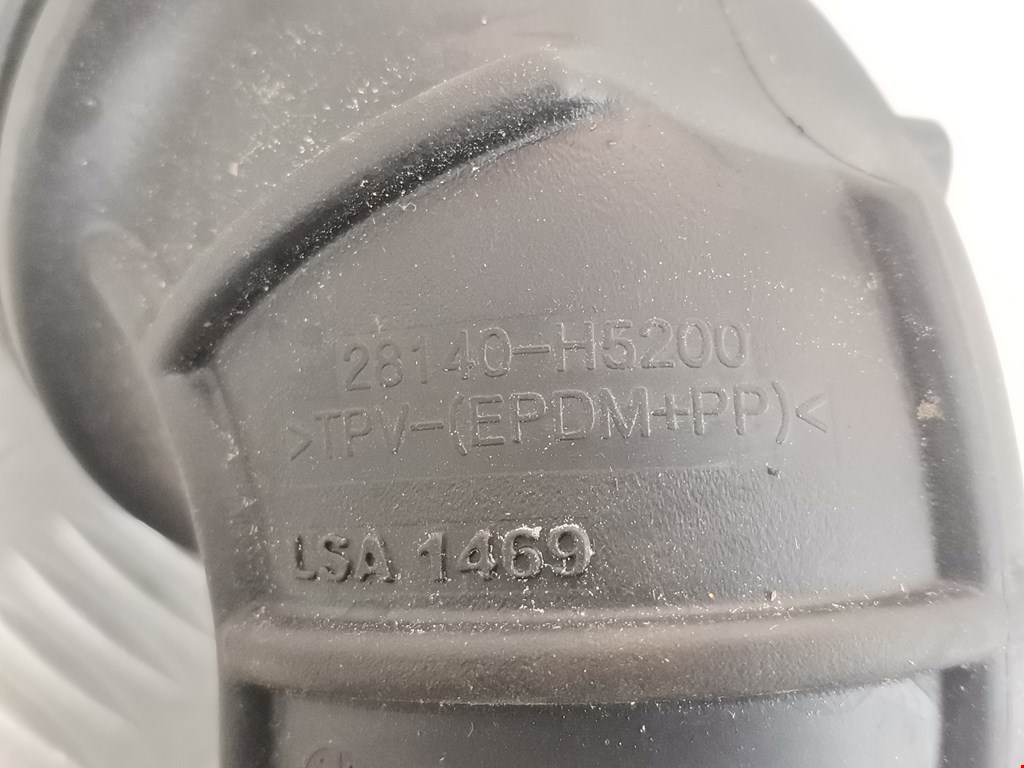 28140-H5200
>TPV-(EPDM+PP)<
LSA 1469